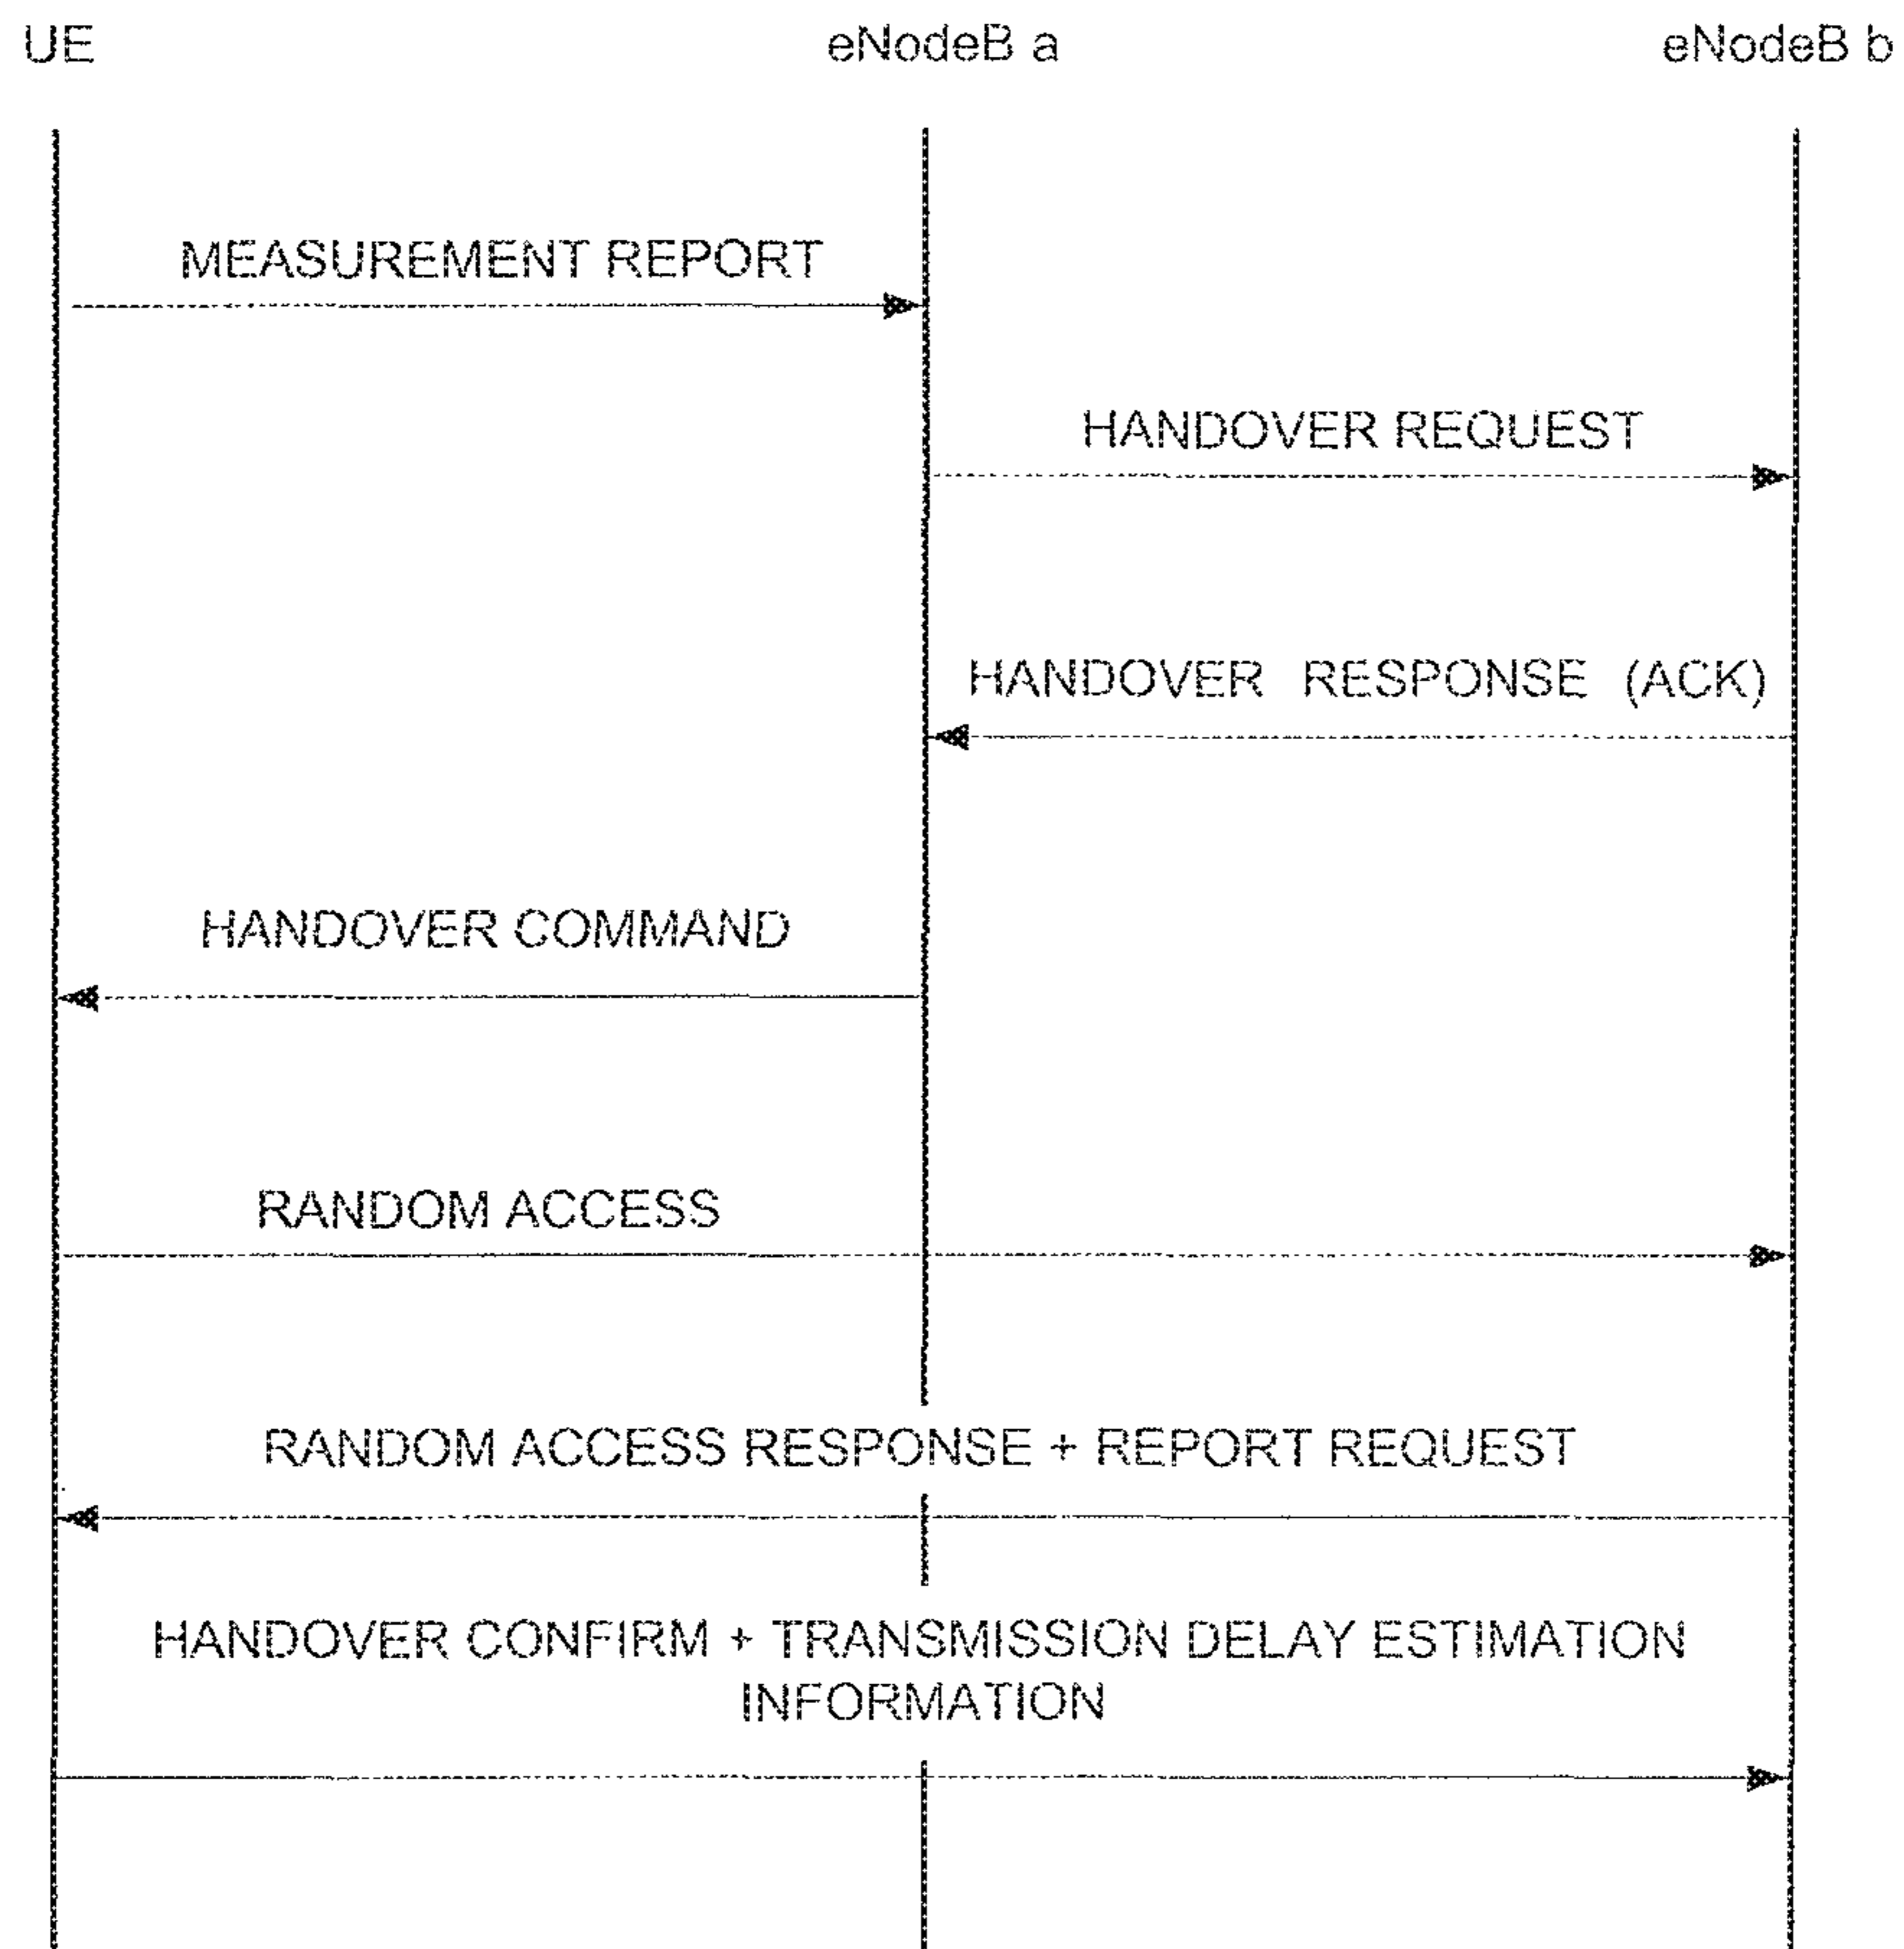 UE eNodeB a eNodeB b
MEASUREMENT REPORT
HANDOVER REQUEST
HANDOVER RESPONSE (ACK)
HANDOVER COMMAND
RANDOM ACCESS
RANDOM ACCESS RESPONSE + REPORT REQUEST
HANDOVER CONFIRM + TRANSMISSION DELAY ESTIMATION
INFORMATION